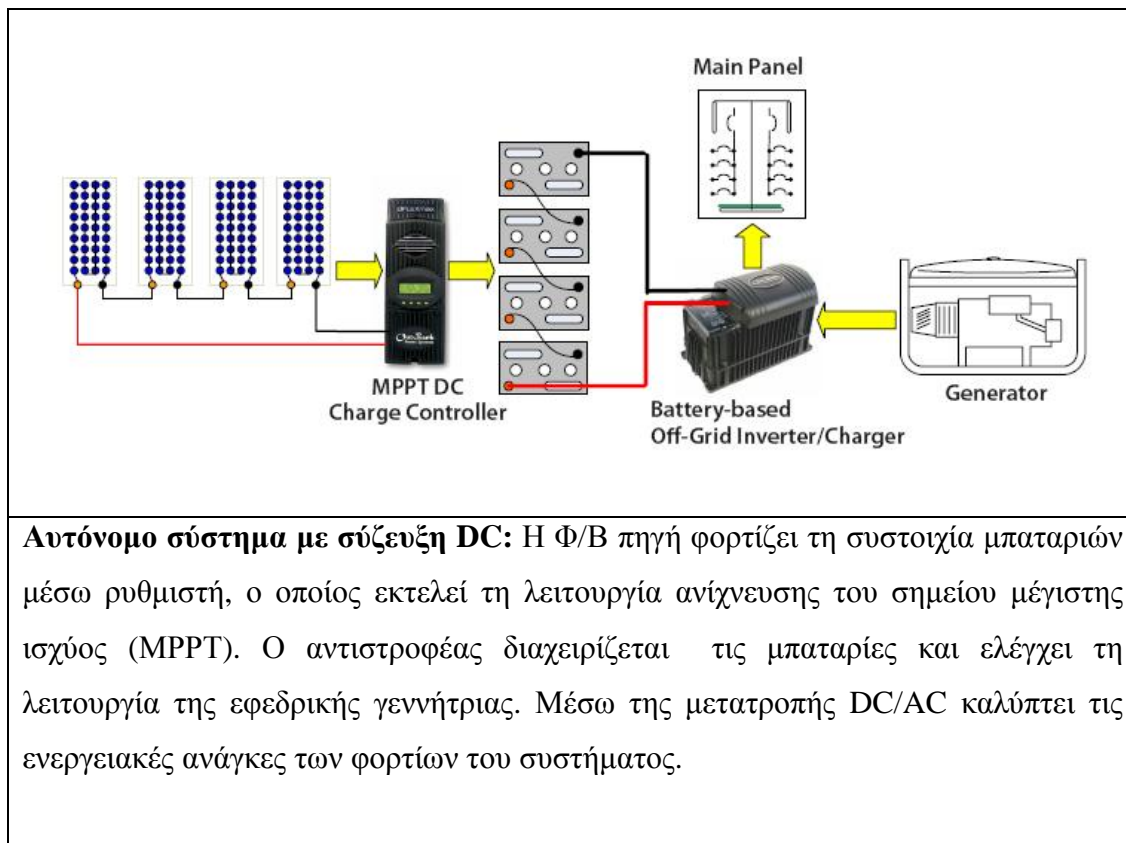 Main Panel
MPPT DC
Charge Controller
Battery-based
Off-Grid Inverter/Charger
Generator
Αυτόνομο σύστημα με σύζευξη DC: Η Φ/Β πηγή φορτίζει τη συστοιχία μπαταριών
μέσω ρυθμιστή, ο οποίος εκτελεί τη λειτουργία ανίχνευσης του σημείου μέγιστης
ισχύος (MPPT). Ο αντιστροφέας διαχειρίζεται τις μπαταρίες και ελέγχει τη
λειτουργία της εφεδρικής γεννήτριας. Μέσω της μετατροπής DC/AC καλύπτει τις
ενεργειακές ανάγκες των φορτίων του συστήματος.